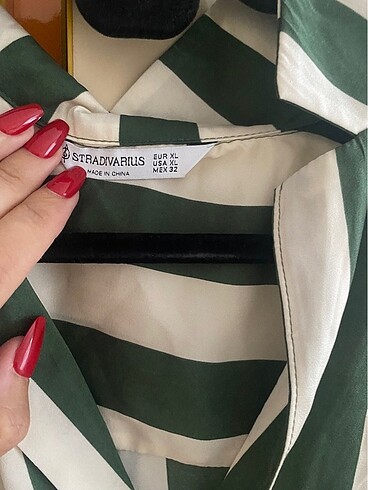 STRADIVARIUS
MADE IN CHINA
EUR XL
USA XL
MEX 32